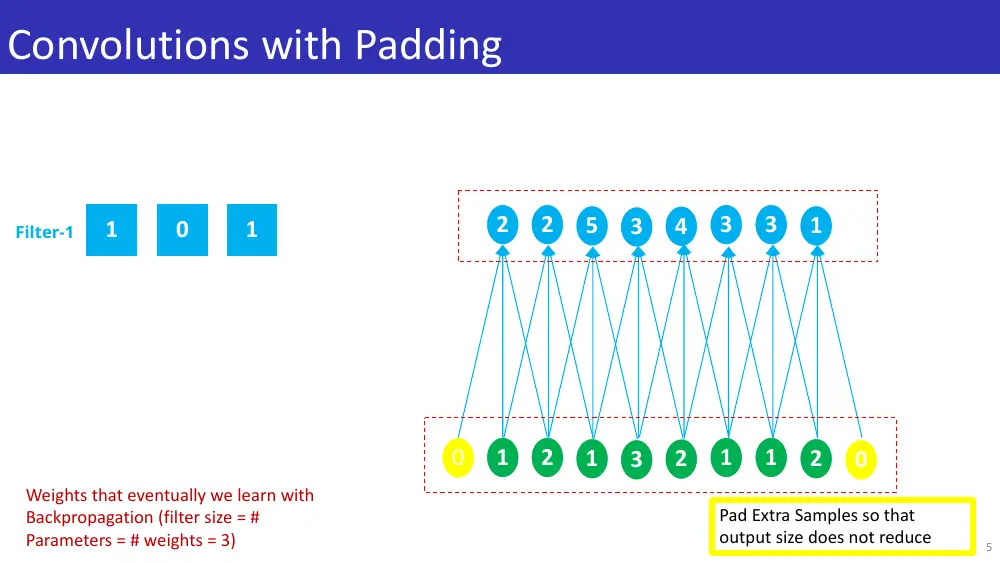 Convolutions with Padding
Filter-1 1 0 1
2 2 5 3 4 3 3 1
0 1 2 1 3 2 1 1 2 0
Weights that eventually we learn with
Backpropagation (filter size = #
Parameters = # weights = 3)
Pad Extra Samples so that
output size does not reduce
5